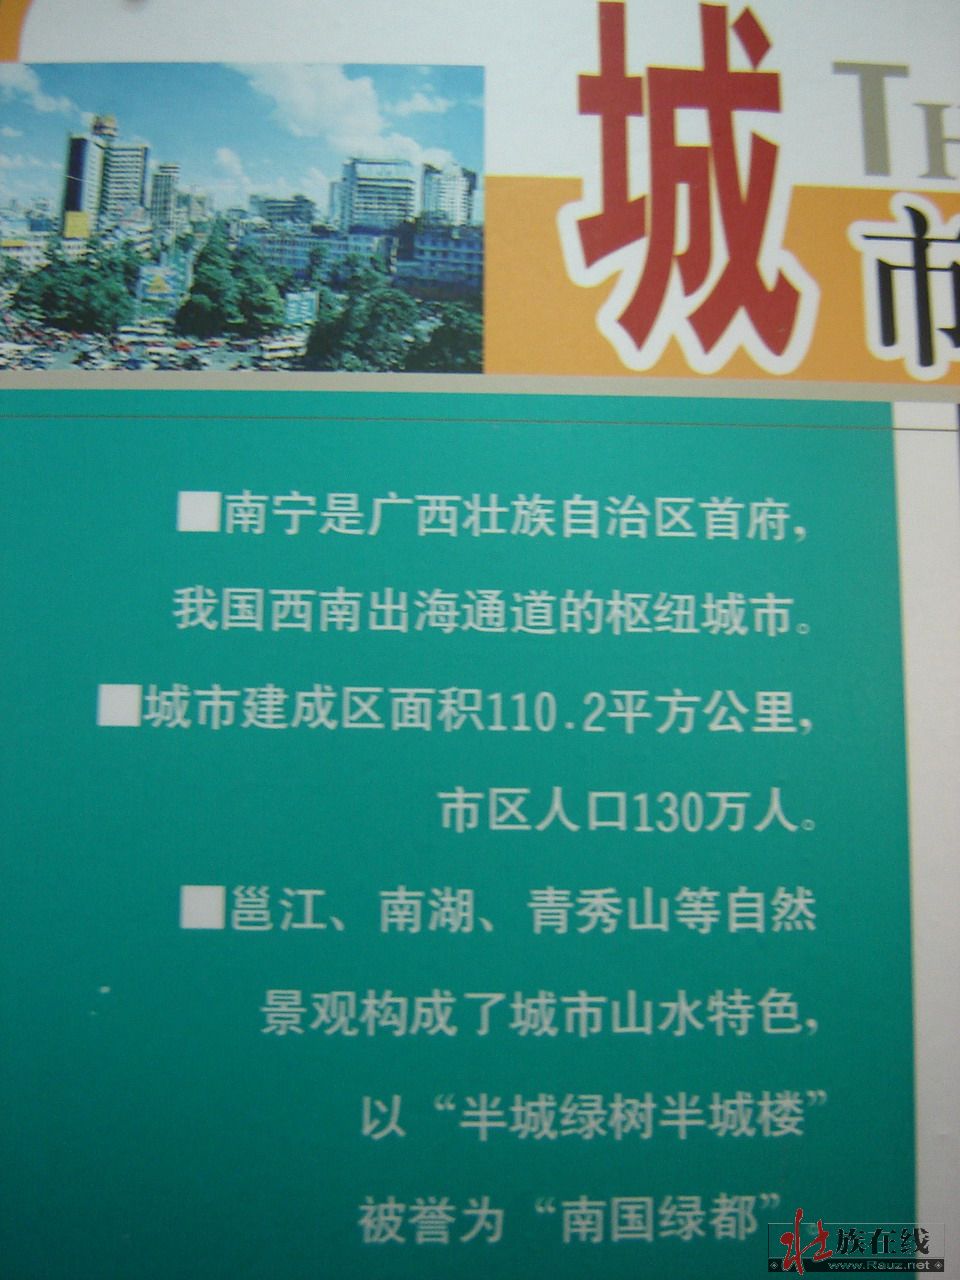 城
TH
市
■南宁是广西壮族自治区首府，
我国西南出海通道的枢纽城市。
■城市建成区面积110.2平方公里，
市区人口130万人。
■邕江、南湖、青秀山等自然
景观构成了城市山水特色，
以“半城绿树半城楼”
被誉为“南国绿都”。
壮族在线
www.Rauz.net